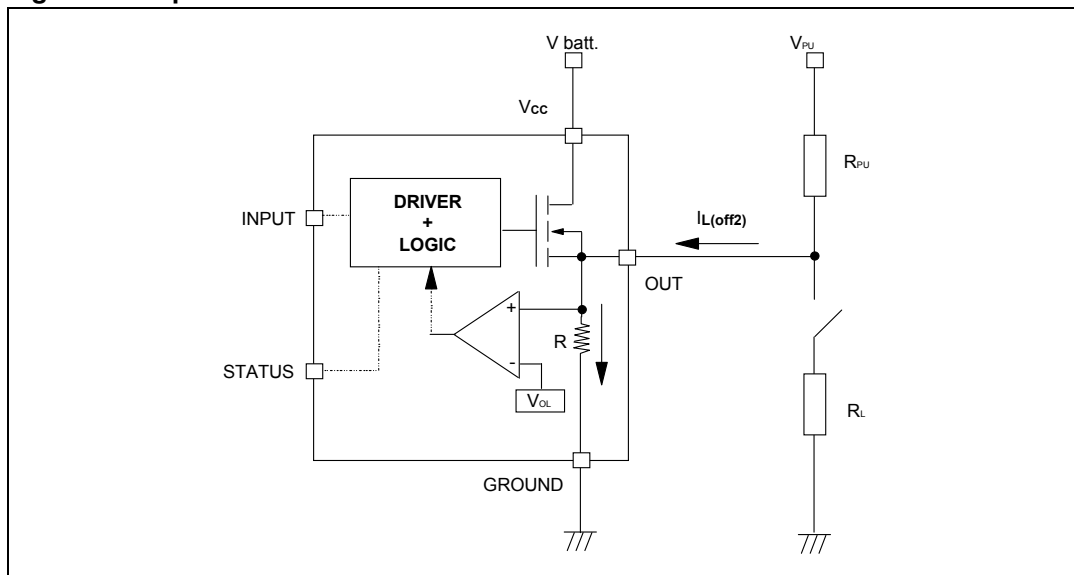 V batt.
VPU
VCC
RPU
DRIVER
+
LOGIC
INPUT
IL(off2)
OUT
+
R
-
STATUS
VOL
RL
GROUND